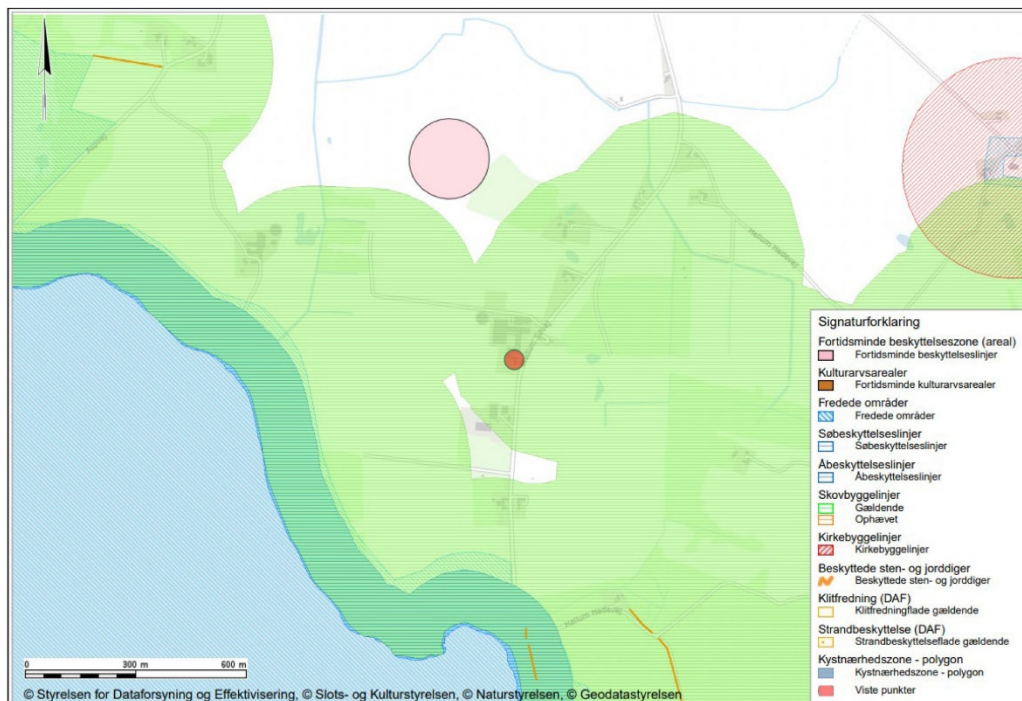 Hellum Hedevej
0
300 m
600 m
© Styrelsen for Dataforsyning og Effektivisering, © Slots- og Kulturstyrelsen, © Naturstyrelsen, © Geodatastyrelsen
Signaturforklaring
Fortidsminde beskyttelseszone (areal)
Fortidsminde beskyttelseslinjer
Kulturarvsarealer
Fortidsminde kulturarvsarealer
Fredede områder
Fredede områder
Søbeskyttelseslinjer
Søbeskyttelseslinjer
Åbeskyttelseslinjer
Åbeskyttelseslinjer
Skovbyggelinjer
Gældende
Ophævet
Kirkebyggelinjer
Kirkebyggelinjer
Beskyttede sten- og jorddiger
Beskyttede sten- og jorddiger
Klitfredning (DAF)
Klitfredningflade gældende
Strandbeskyttelse (DAF)
Strandbeskyttelseflade gældende
Kystnærhedszone - polygon
Kystnærhedszone - polygon
Viste punkter